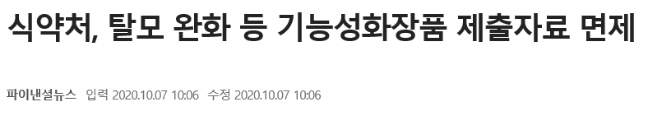 식약처, 탈모 완화 등 기능성화장품 제출자료 면제
파이낸셜뉴스 입력 2020.10.07 10:06 수정 2020.10.07 10:06